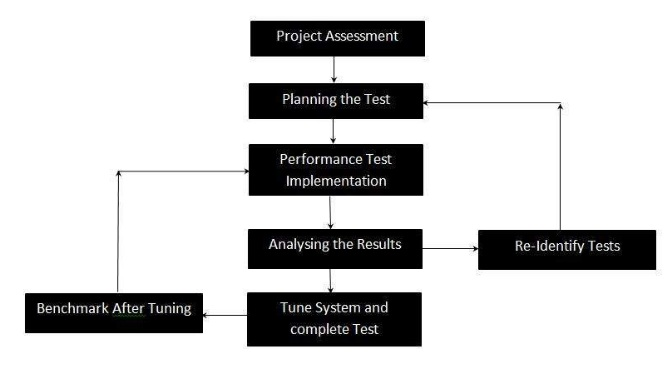 Project Assessment
Planning the Test
Performance Test
Implementation
Analysing the Results
Re-Identify Tests
Benchmark After Tuning
Tune System and
complete Test